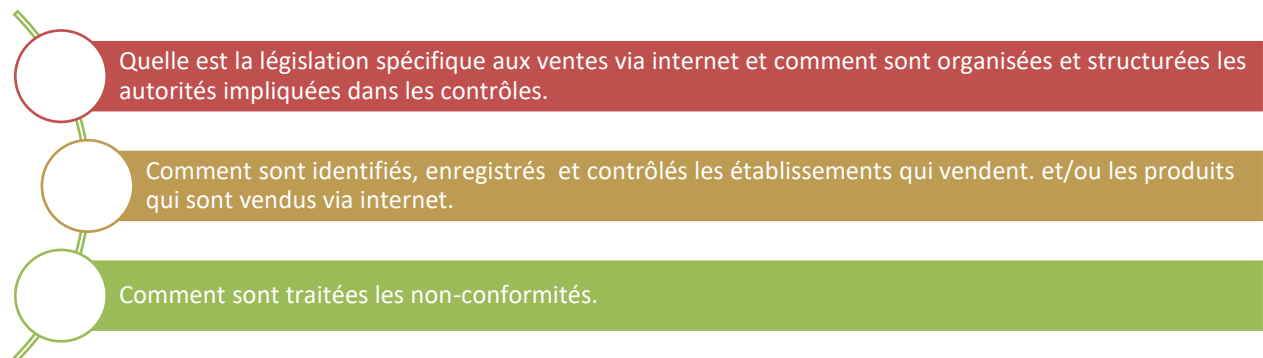 Quelle est la législation spécifique aux ventes via internet et comment sont organisées et structurées les
autorités impliquées dans les contrôles.
Comment sont identifiés, enregistrés  et contrôlés les établissements qui vendent. et/ou les produits
qui sont vendus via internet.
Comment sont traitées les non-conformités.